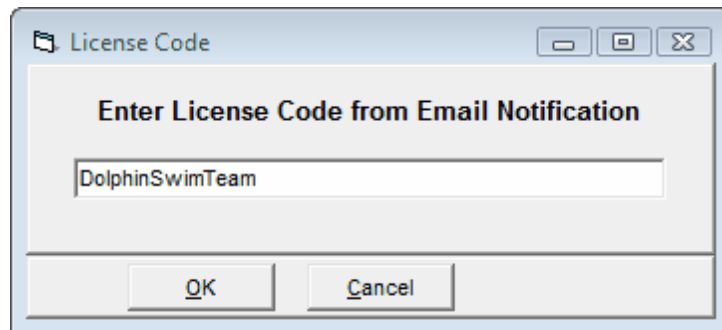 License Code
Enter License Code from Email Notification
DolphinSwimTeam
OK
Cancel